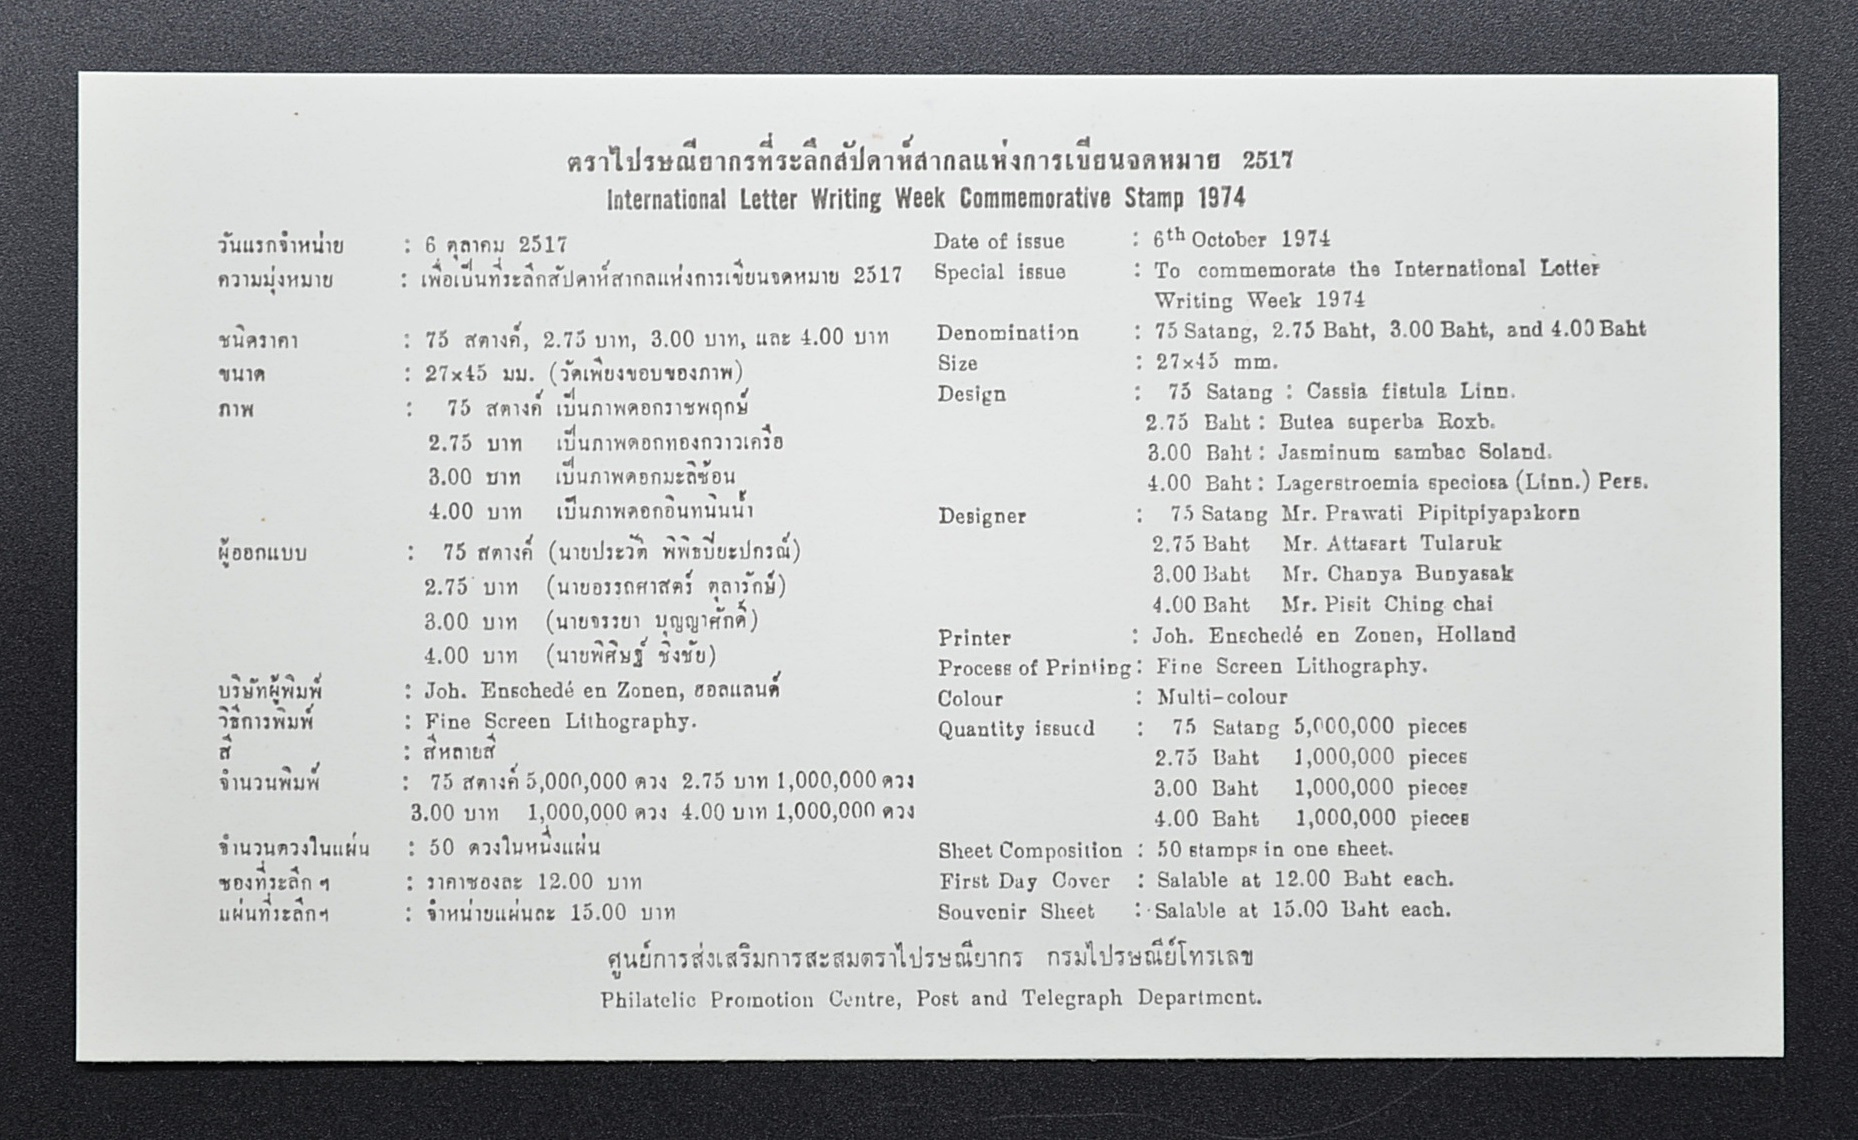 ตราไปรษณียากรที่ระลึกสัปดาห์สากลแห่งการเขียนจดหมาย 2517
International Letter Writing Week Commemorative Stamp 1974
วันแรกจำหน่าย : 6 ตุลาคม 2517
ความมุ่งหมาย : เพื่อเป็นที่ระลึกสัปดาห์สากลแห่งการเขียนจดหมาย 2517
ชนิดราคา : 75 สตางค์, 2.75 บาท, 3.00 บาท, และ 4.00 บาท
ขนาด : 27×45 มม. (วัดเพียงขอบของภาพ)
ภาพ : 75 สตางค์ เป็นภาพดอกราชพฤกษ์
2.75 บาท เป็นภาพดอกทองกวาวเครือ
3.00 บาท เป็นภาพดอกมะลิซ้อน
4.00 บาท เป็นภาพดอกอินทนินน้ำ
ผู้ออกแบบ : 75 สตางค์ (นายประวัติ พิพิธปิยะปกรณ์)
2.75 บาท (นายอรรถศาสตร์ ตุลารักษ์)
3.00 บาท (นายจรรยา บุญญาศักดิ์)
4.00 บาท (นายพิศิษฐ์ ชิงชัย)
บริษัทผู้พิมพ์ : Joh. Enschedé en Zonen, ฮอลแลนด์
วิธีการพิมพ์ : Fine Screen Lithography.
สี : สีหลายสี
จำนวนพิมพ์ : 75 สตางค์ 5,000,000 ดวง 2.75 บาท 1,000,000 ดวง
3.00 บาท 1,000,000 ดวง 4.00 บาท 1,000,000 ดวง
จำนวนดวงในแผ่น : 50 ดวงในหนึ่งแผ่น
ซองที่ระลึก ฯ : ราคาซองละ 12.00 บาท
แผ่นที่ระลึกฯ : จำหน่ายแผ่นละ 15.00 บาท
Date of issue : 6th October 1974
Special issue : To commemorate the International Letter
Writing Week 1974
Denomination : 75 Satang, 2.75 Baht, 3.00 Baht, and 4.00 Baht
Size : 27×45 mm.
Design : 75 Satang : Cassia fistula Linn.
2.75 Baht : Butea superba Roxb.
3.00 Baht : Jasminum sambac Soland.
4.00 Baht : Lagerstroemia speciosa (Linn.) Pers.
Designer : 75 Satang Mr. Prawati Pipitpiyapakorn
2.75 Baht Mr. Attasart Tularuk
3.00 Baht Mr. Chanya Bunyasak
4.00 Baht Mr. Pisit Ching chai
Printer : Joh. Enschedé en Zonen, Holland
Process of Printing : Fine Screen Lithography.
Colour : Multi-colour
Quantity issued : 75 Satang 5,000,000 pieces
2.75 Baht 1,000,000 pieces
3.00 Baht 1,000,000 pieces
4.00 Baht 1,000,000 pieces
Sheet Composition : 50 stamps in one sheet.
First Day Cover : Salable at 12.00 Baht each.
Souvenir Sheet : Salable at 15.00 Baht each.
ศูนย์การส่งเสริมการสะสมตราไปรษณียากร กรมไปรษณีย์โทรเลข
Philatelic Promotion Centre, Post and Telegraph Department.